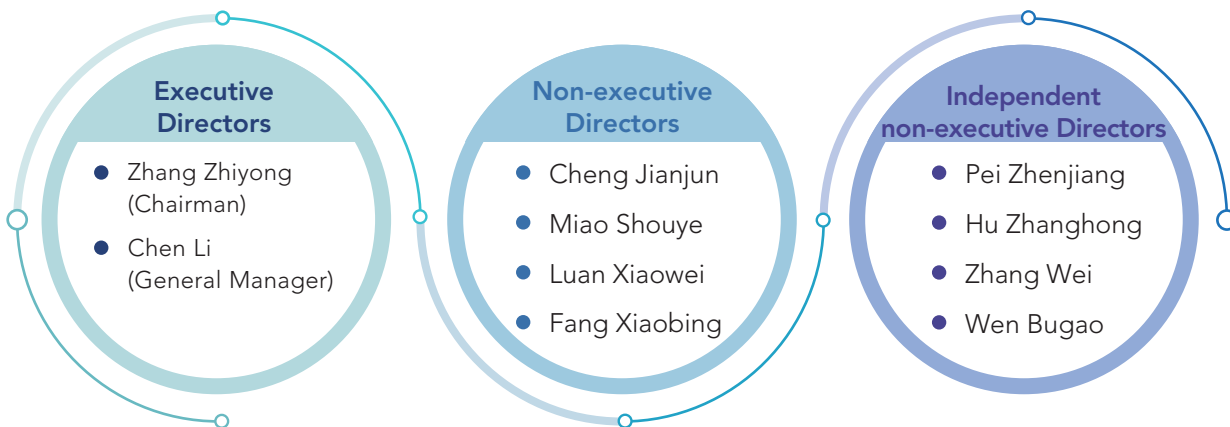 Executive
Directors
Zhang Zhiyong
(Chairman)
Chen Li
(General Manager)
Non-executive
Directors
Cheng Jianjun
Miao Shouye
Luan Xiaowei
Fang Xiaobing
Independent
non-executive Directors
Pei Zhenjiang
Hu Zhanghong
Zhang Wei
Wen Bugao